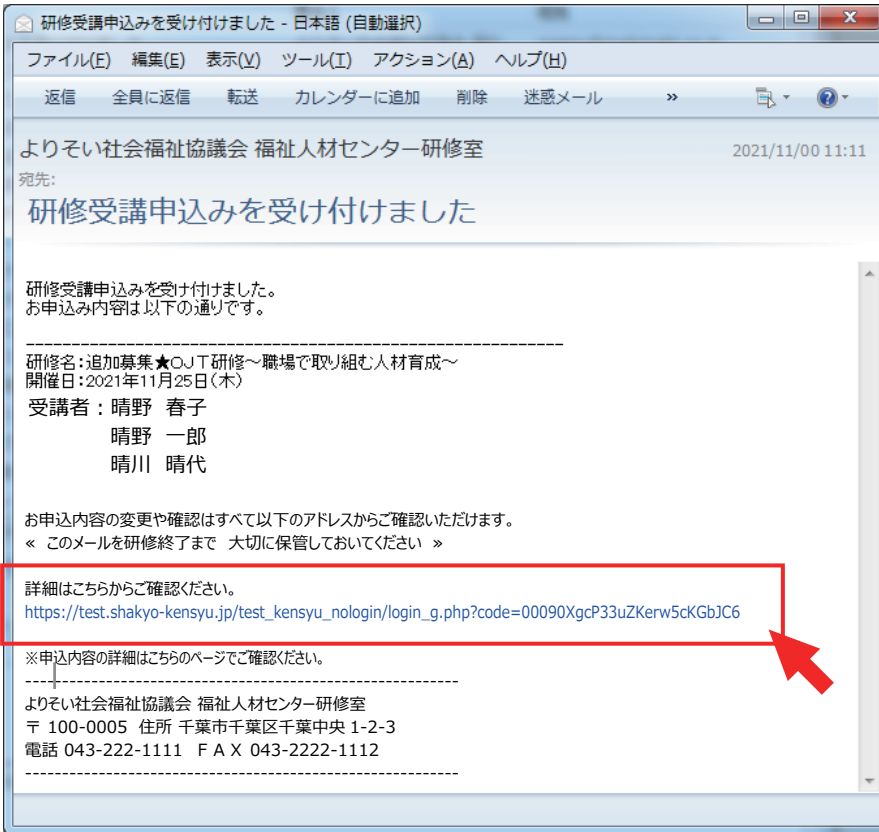 研修受講申込みを受け付けました - 日本語 (自動選択)
ファイル(F) 編集(E) 表示(V) ツール(T) アクション(A) ヘルプ(H)
返信 全員に返信 転送 カレンダーに追加 削除 迷惑メール »
よりそい社会福祉協議会 福祉人材センター研修室 2021/11/00 11:11
宛先:
研修受講申込みを受け付けました
研修受講申込みを受け付けました。
お申込み内容は以下の通りです。
------------------------------------------------------------
研修名:追加募集★OJT研修～職場で取り組む人材育成～
開催日:2021年11月25日(木)
受講者：晴野 春子
晴野 一郎
晴川 晴代
お申込内容の変更や確認はすべて以下のアドレスからご確認いただけます。
« このメールを研修終了まで 大切に保管しておいてください »
詳細はこちらからご確認ください。
https://test.shakyo-kensyu.jp/test_kensyu_nologin/login_g.php?code=00090XgcP33uZKerw5cKGbJC6
※申込内容の詳細はこちらのページでご確認ください。
------------------------------------------------------------
よりそい社会福祉協議会 福祉人材センター研修室
〒 100-0005 住所 千葉市千葉区千葉中央 1-2-3
電話 043-222-1111 ＦＡＸ 043-2222-1112
------------------------------------------------------------